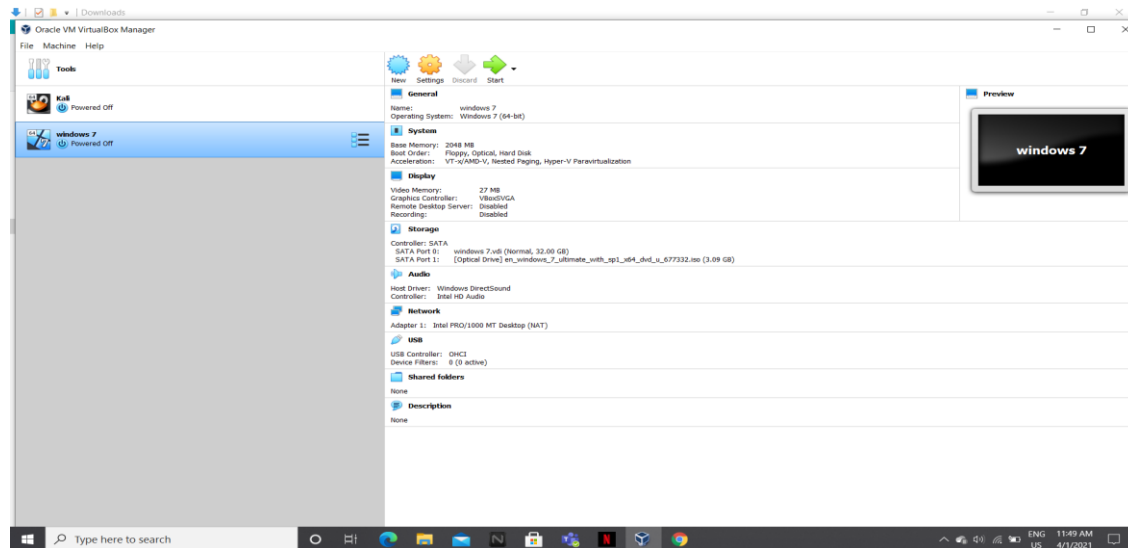 Downloads
Oracle VM VirtualBox Manager
File Machine Help
Tools
New Settings Discard Start
Kali
Powered Off
windows 7
Powered Off
General
Name: windows 7
Operating System: Windows 7 (64-bit)
System
Base Memory: 2048 MB
Boot Order: Floppy, Optical, Hard Disk
Acceleration: VT-x/AMD-V, Nested Paging, Hyper-V Paravirtualization
Display
Video Memory: 27 MB
Graphics Controller: VBoxSVGA
Remote Desktop Server: Disabled
Recording: Disabled
Storage
Controller: SATA
SATA Port 0: windows 7.vdi (Normal, 32.00 GB)
SATA Port 1: [Optical Drive] en_windows_7_ultimate_with_sp1_x64_dvd_u_677332.iso (3.09 GB)
Audio
Host Driver: Windows DirectSound
Controller: Intel HD Audio
Network
Adapter 1: Intel PRO/1000 MT Desktop (NAT)
USB
USB Controller: OHCI
Device Filters: 0 (0 active)
Shared folders
None
Description
None
Preview
windows 7
Type here to search
ENG
US
11:49 AM
4/1/2021